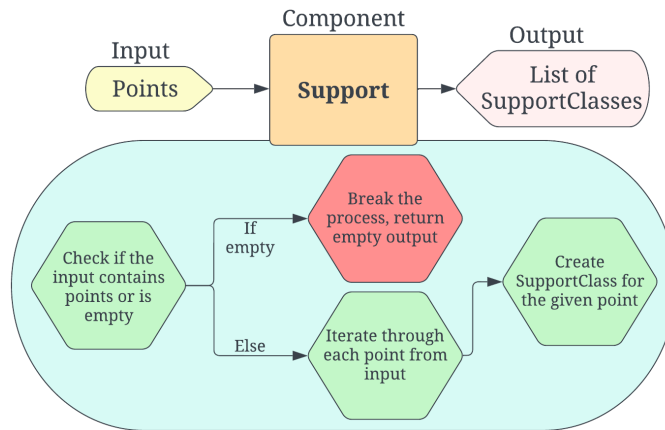 Component
Input
Output
Points
Support
List of
SupportClasses
Break the
process, return
empty output
If
empty
Check if the
input contains
points or is
empty
Create
SupportClass for
the given point
Else
Iterate through
each point from
input